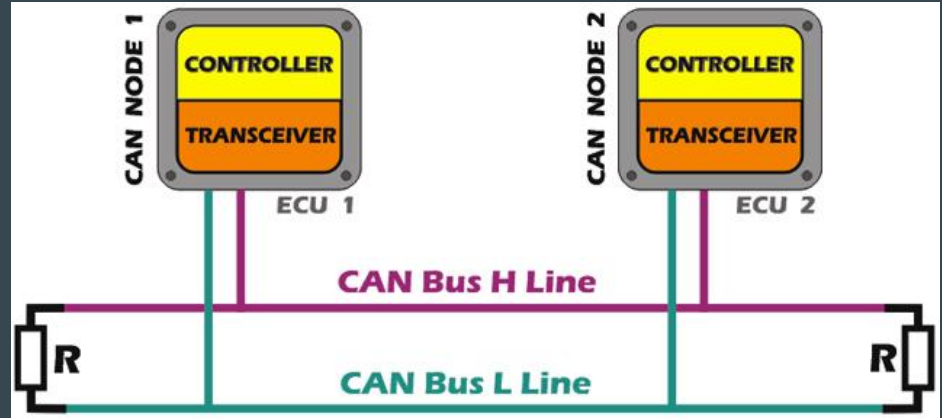 CAN NODE 1
CONTROLLER
TRANSCEIVER
ECU 1
CAN NODE 2
CONTROLLER
TRANSCEIVER
ECU 2
CAN Bus H Line
R
R
CAN Bus L Line